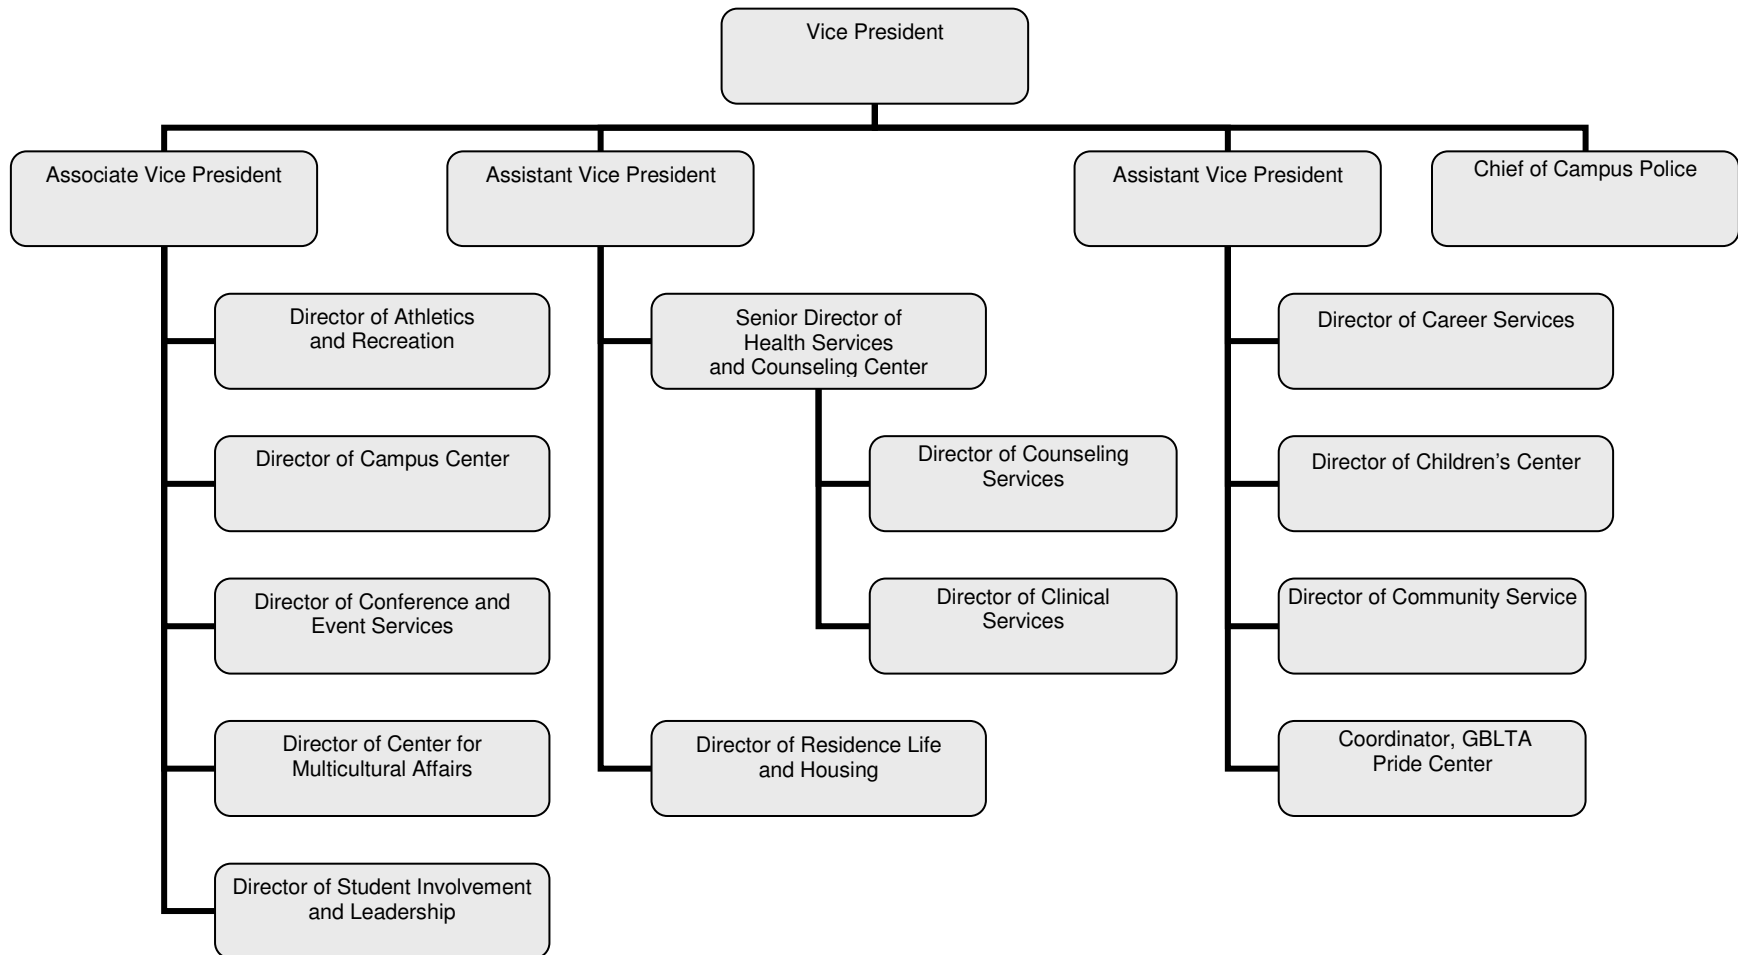 Vice President
Associate Vice President
Assistant Vice President
Assistant Vice President
Chief of Campus Police
Director of Athletics
and Recreation
Director of Campus Center
Director of Conference and
Event Services
Director of Center for
Multicultural Affairs
Director of Student Involvement
and Leadership
Senior Director of
Health Services
and Counseling Center
Director of Counseling
Services
Director of Clinical
Services
Director of Residence Life
and Housing
Director of Career Services
Director of Children’s Center
Director of Community Service
Coordinator, GBLTA
Pride Center